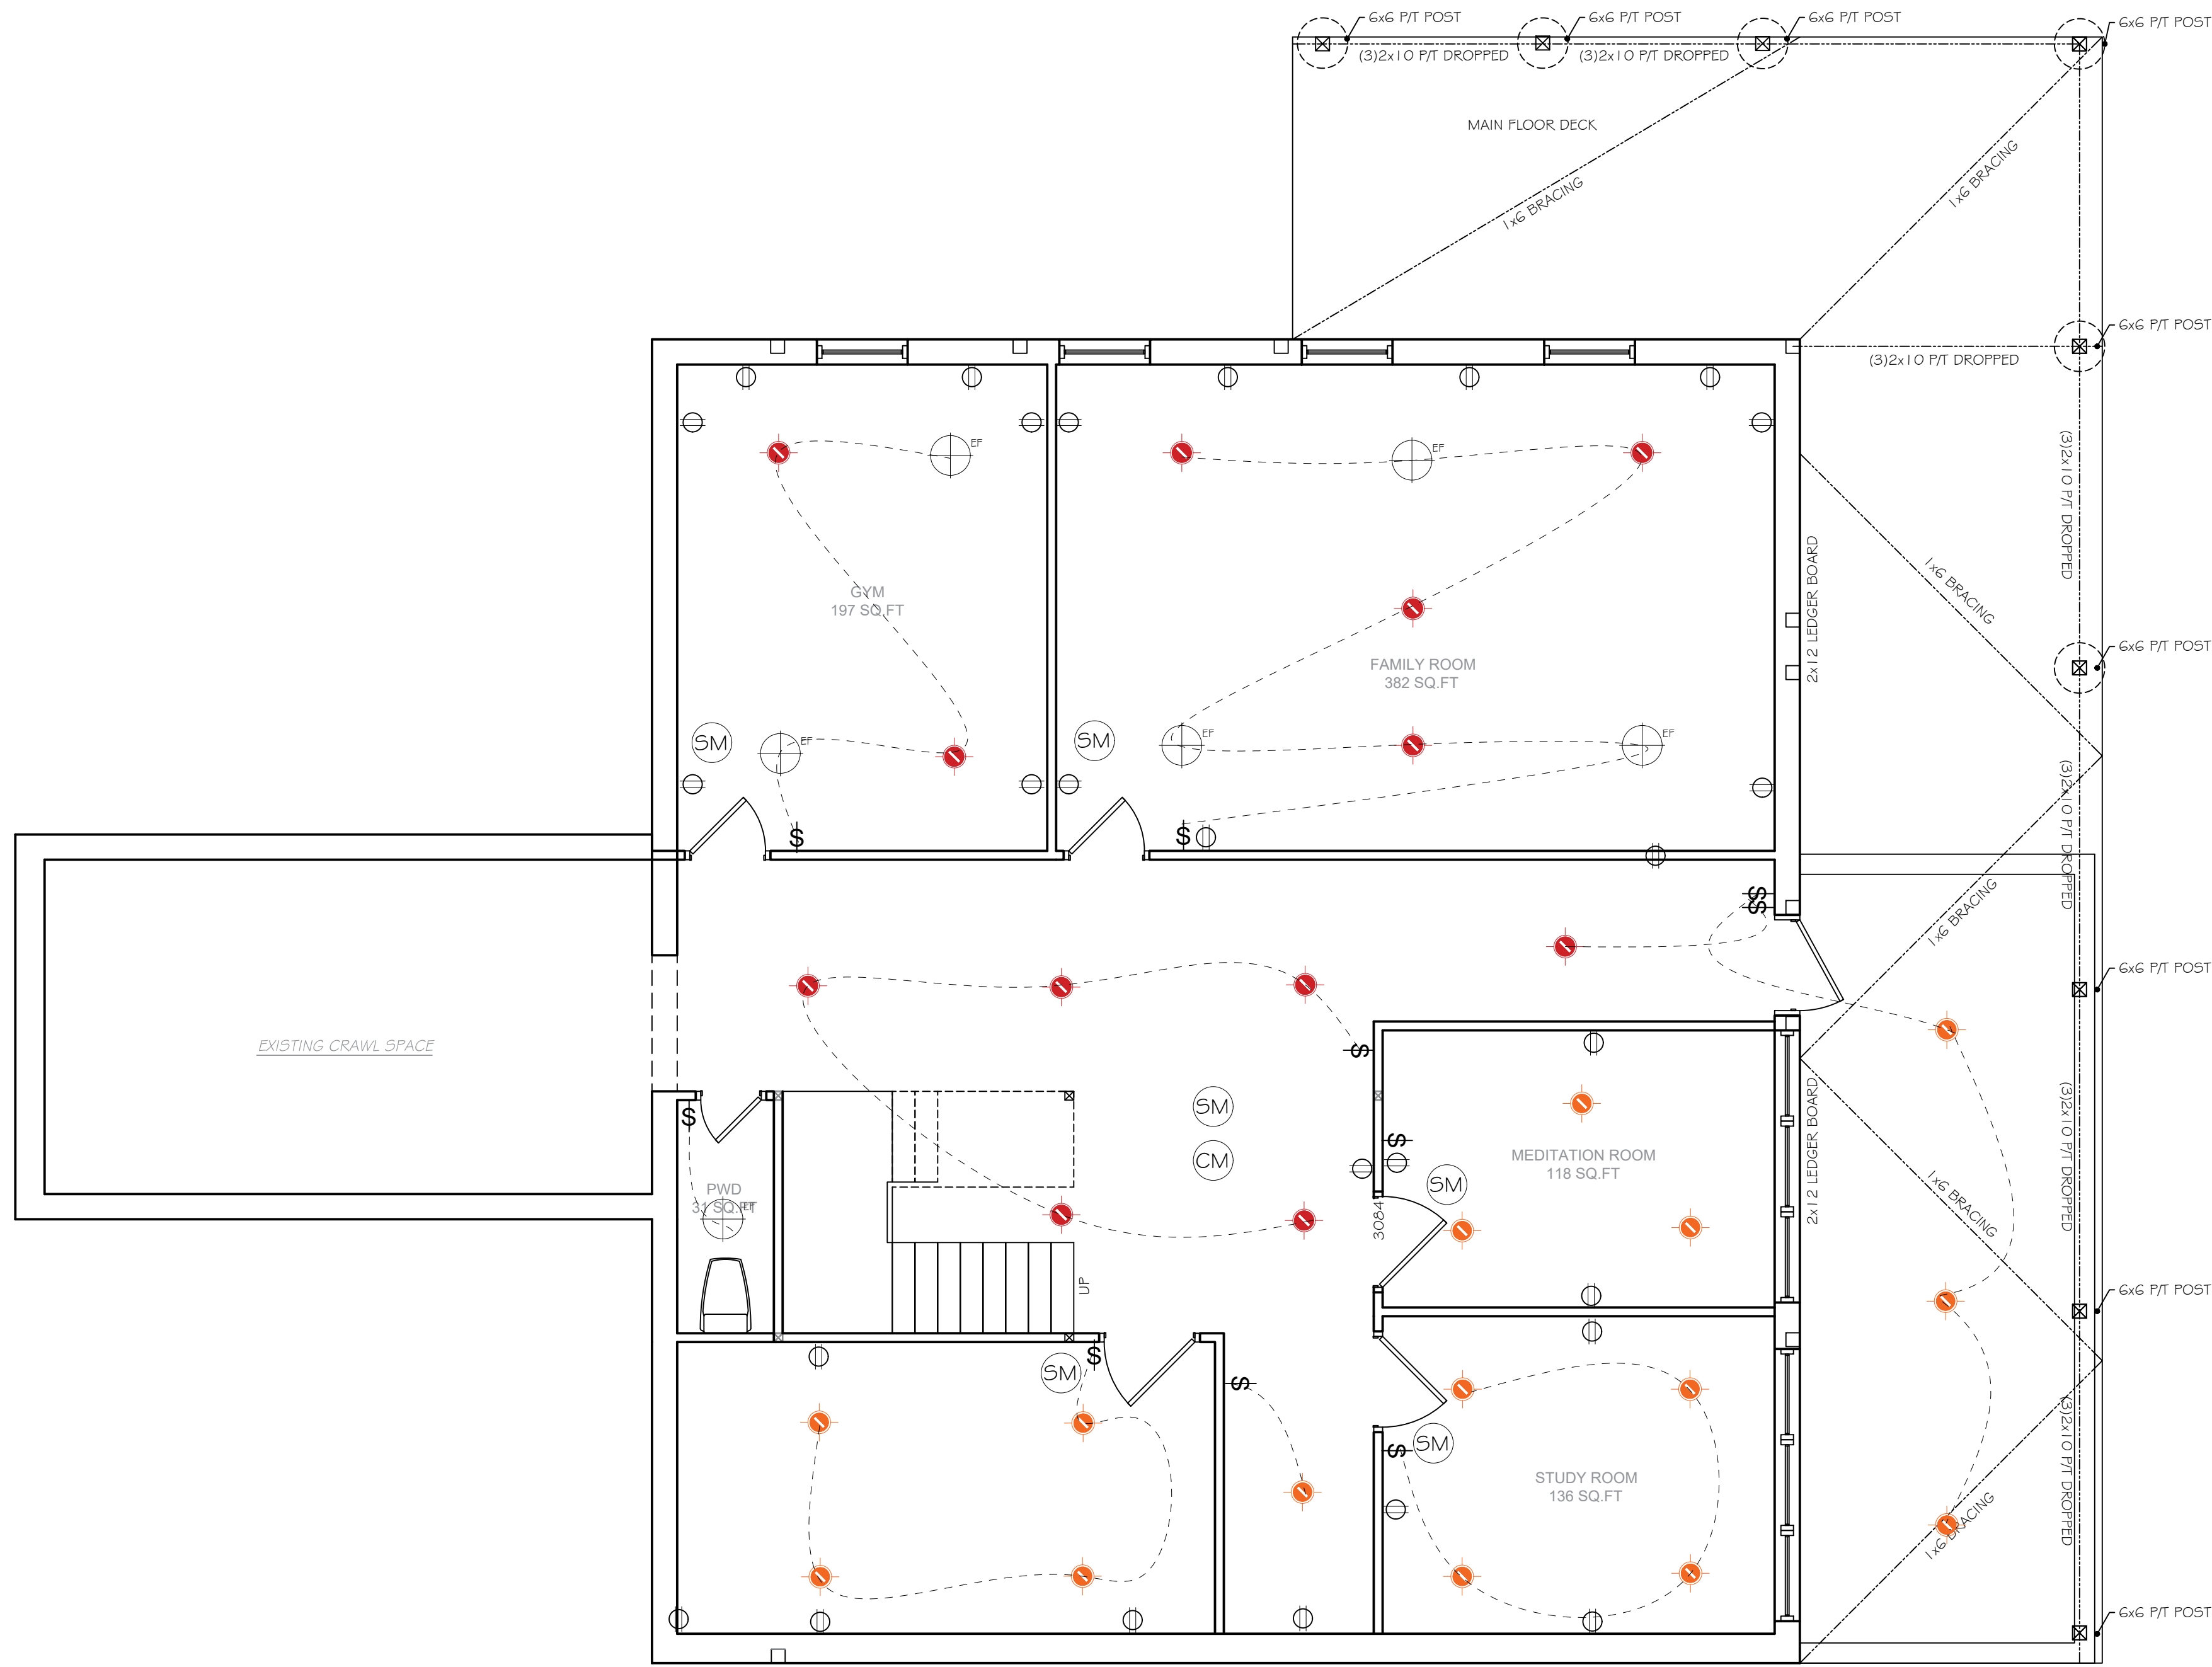 6x6 P/T POST
6x6 P/T POST
6x6 P/T POST
6x6 P/T POST
(3)2x10 P/T DROPPED
(3)2x10 P/T DROPPED
MAIN FLOOR DECK
1x6 BRACING
1x6 BRACING
6x6 P/T POST
(3)2x10 P/T DROPPED
(3)2x10 P/T DROPPED
EF
EF
2x12 LEDGER BOARD
1x6 BRACING
GYM
197 SQ.FT
FAMILY ROOM
382 SQ.FT
6x6 P/T POST
SM
EF
SM
EF
EF
(3)2x10 P/T DROPPED
$
$
$
$
1x6 BRACING
6x6 P/T POST
EXISTING CRAWL SPACE
$
SM
CM
$
$
2x12 LEDGER BOARD
(3)2x10 P/T DROPPED
MEDITATION ROOM
118 SQ.FT
SM
PWD
31 SQ.FT
EF
3084
1x6 BRACING
UP
6x6 P/T POST
$
SM
$
$
SM
STUDY ROOM
136 SQ.FT
(3)2x10 P/T DROPPED
1x6 BRACING
6x6 P/T POST